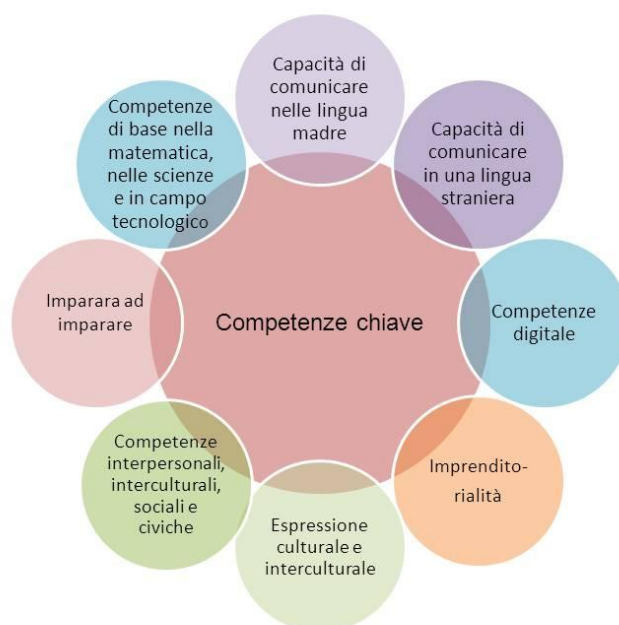 Capacità di
comunicare
nelle lingua
madre
Capacità di
comunicare
in una lingua
straniera
Competenze
digitale
Imprendito-
rialità
Espressione
culturale e
interculturale
Competenze
interpersonali,
interculturali,
sociali e
civiche
Imparara ad
imparare
Competenze
di base nella
matematica,
nelle scienze
e in campo
tecnologico
Competenze chiave